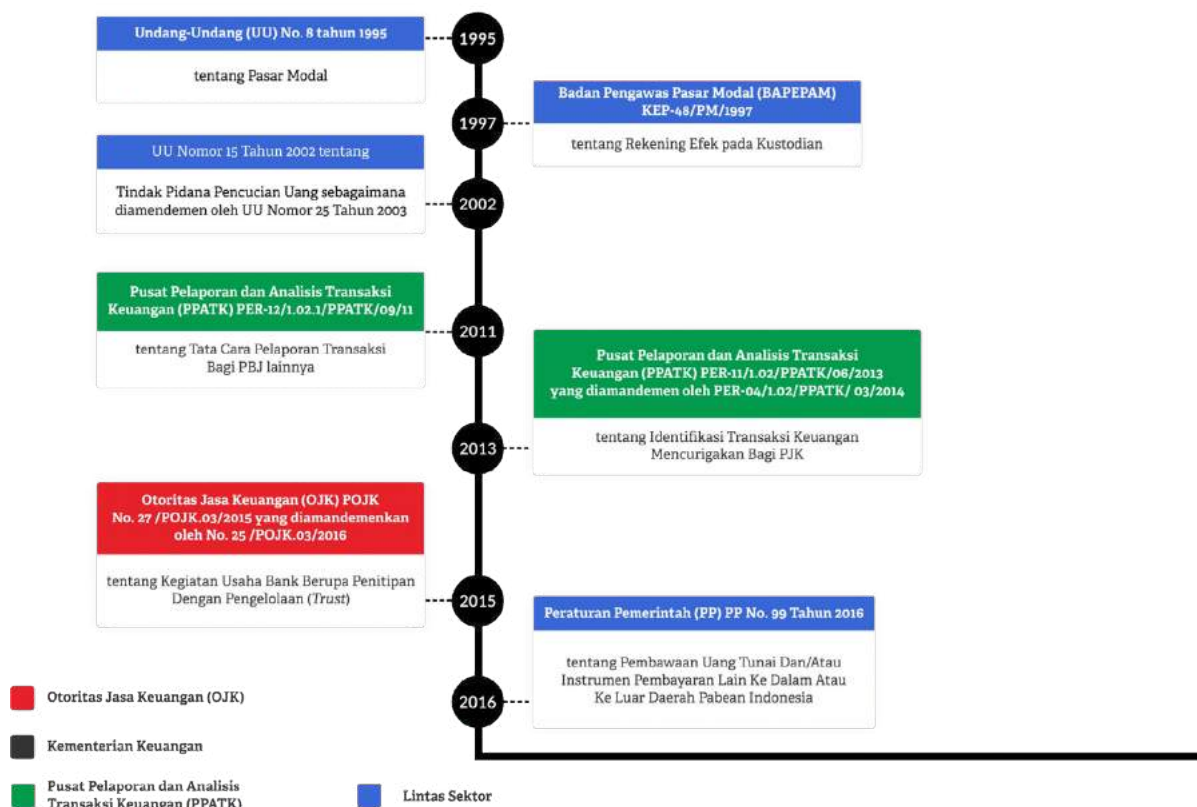 Undang-Undang (UU) No. 8 tahun 1995
tentang Pasar Modal
1995
Badan Pengawas Pasar Modal (BAPEPAM)
KEP-48/PM/1997
tentang Rekening Efek pada Kustodian
1997
UU Nomor 15 Tahun 2002 tentang
Tindak Pidana Pencucian Uang sebagaimana
diamendemen oleh UU Nomor 25 Tahun 2003
2002
Pusat Pelaporan dan Analisis Transaksi
Keuangan (PPATK) PER-12/1.02.1/PPATK/09/11
tentang Tata Cara Pelaporan Transaksi
Bagi PBJ lainnya
2011
Pusat Pelaporan dan Analisis Transaksi
Keuangan (PPATK) PER-11/1.02/PPATK/06/2013
yang diamandemen oleh PER-04/1.02/PPATK/ 03/2014
tentang Identifikasi Transaksi Keuangan
Mencurigakan Bagi PJK
2013
Otoritas Jasa Keuangan (OJK) POJK
No. 27 /POJK.03/2015 yang diamandemenkan
oleh No. 25 /POJK.03/2016
tentang Kegiatan Usaha Bank Berupa Penitipan
Dengan Pengelolaan (Trust)
2015
Peraturan Pemerintah (PP) PP No. 99 Tahun 2016
tentang Pembawaan Uang Tunai Dan/Atau
Instrumen Pembayaran Lain Ke Dalam Atau
Ke Luar Daerah Pabean Indonesia
2016
Otoritas Jasa Keuangan (OJK)
Kementerian Keuangan
Pusat Pelaporan dan Analisis
Transaksi Keuangan (PPATK)
Lintas Sektor